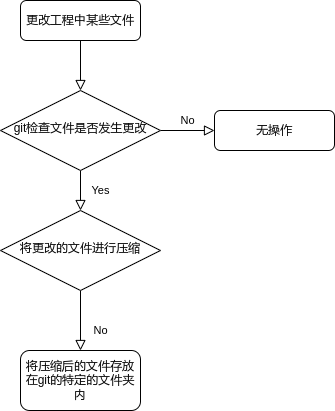 更改工程中某些文件
git检查文件是否发生更改
No
无操作
Yes
将更改的文件进行压缩
No
将压缩后的文件存放
在git的特定的文件夹
内